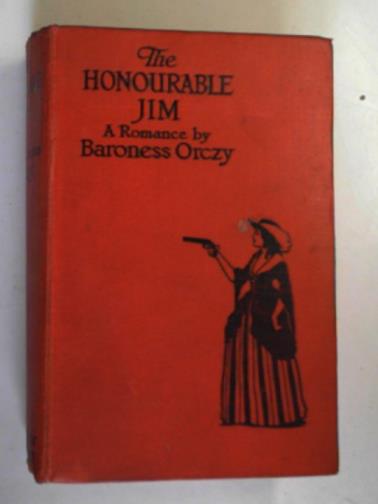 The
HONOURABLE
JIM
A Romance by
Baroness Orczy